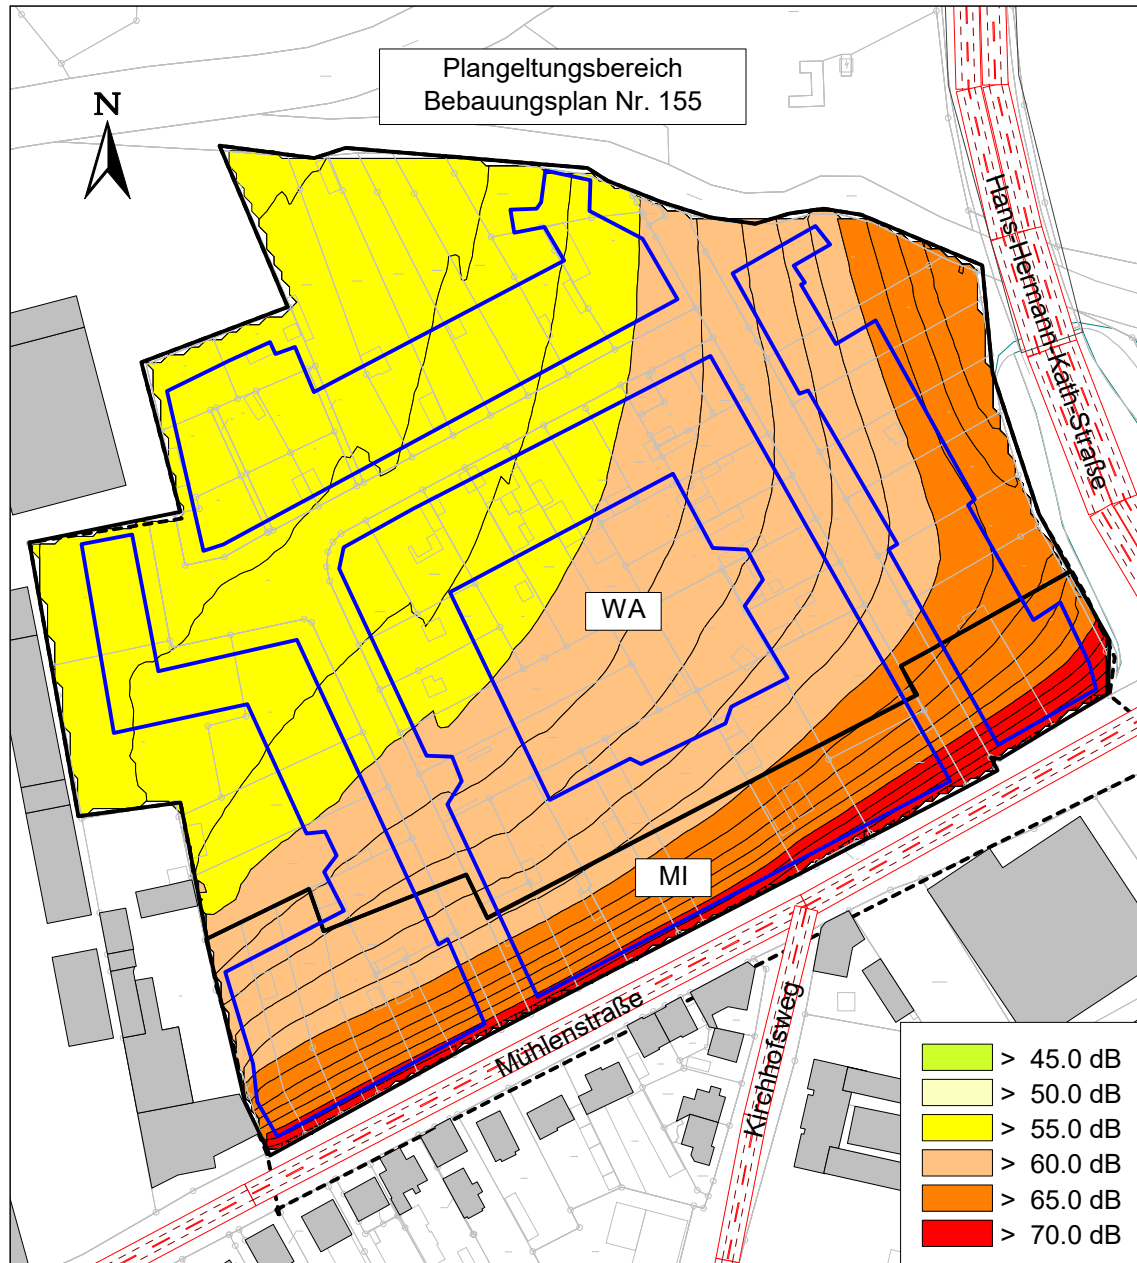 Plangeltungsbereich
Bebauungsplan Nr. 155
N
Hans-Hermann-Kath-Straße
WA
MI
Mühlenstraße
Kirchhofsweg
> 45.0 dB
> 50.0 dB
> 55.0 dB
> 60.0 dB
> 65.0 dB
> 70.0 dB